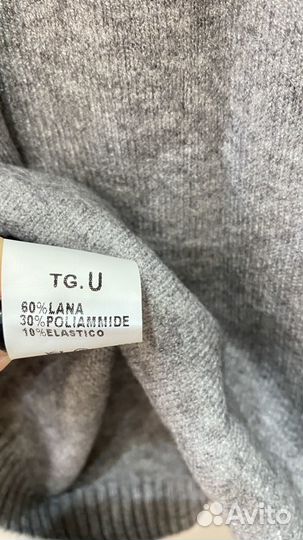 TG.U
60%LANA
30%POLIAMMIDE
10%ELASTICO
Avito